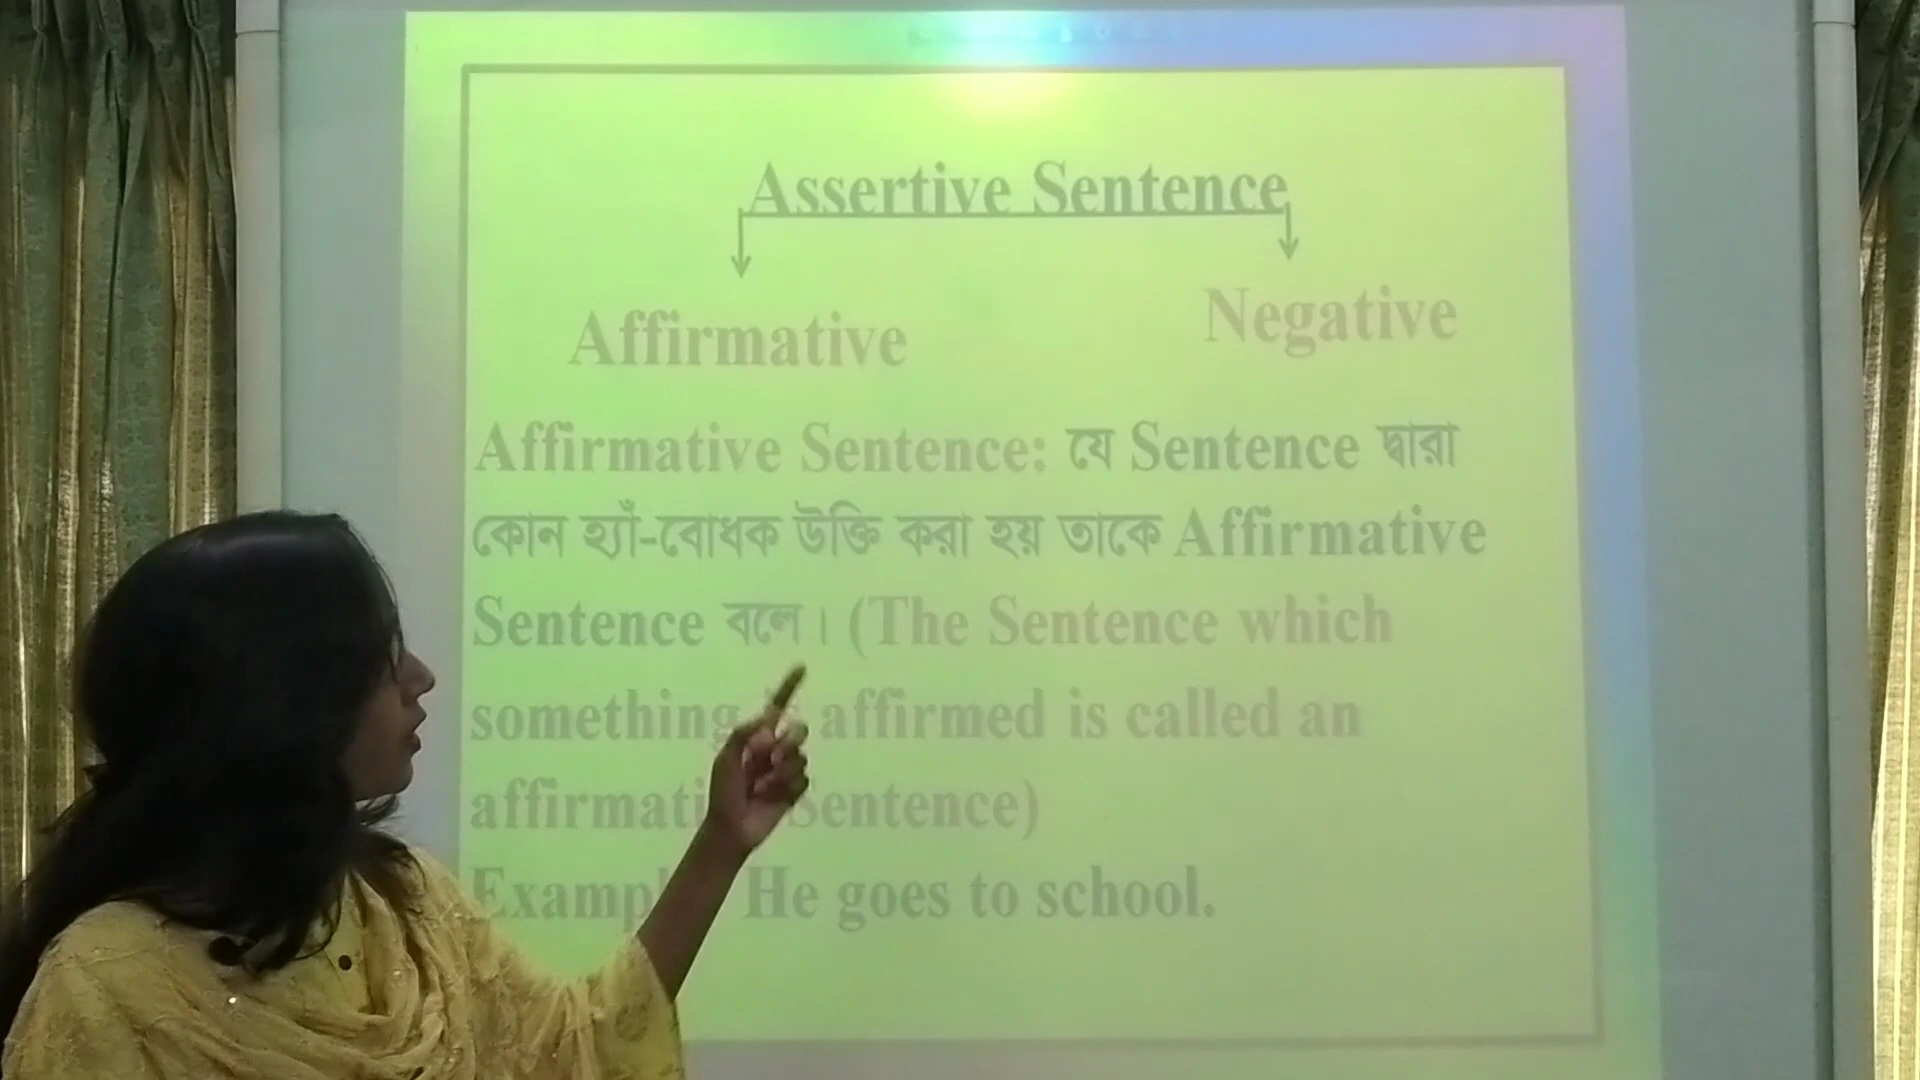 Assertive Sentence
Affirmative Negative
Affirmative Sentence: যে Sentence দ্বারা
কোন হ্যাঁ-বোধক উক্তি করা হয় তাকে Affirmative
Sentence বলে। (The Sentence which
something affirmed is called an
Sentence)
He goes to school.